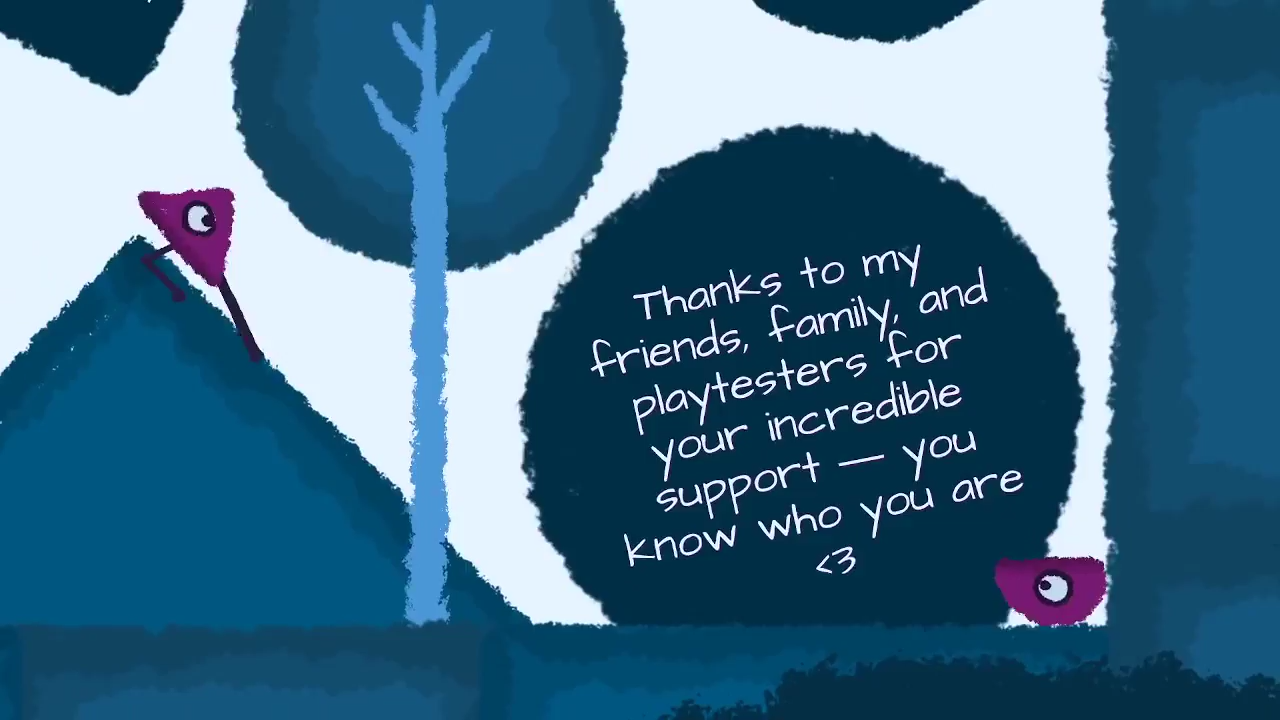 Thanks to my
friends, family, and
playtesters for
your incredible
support — you
know who you are
<3